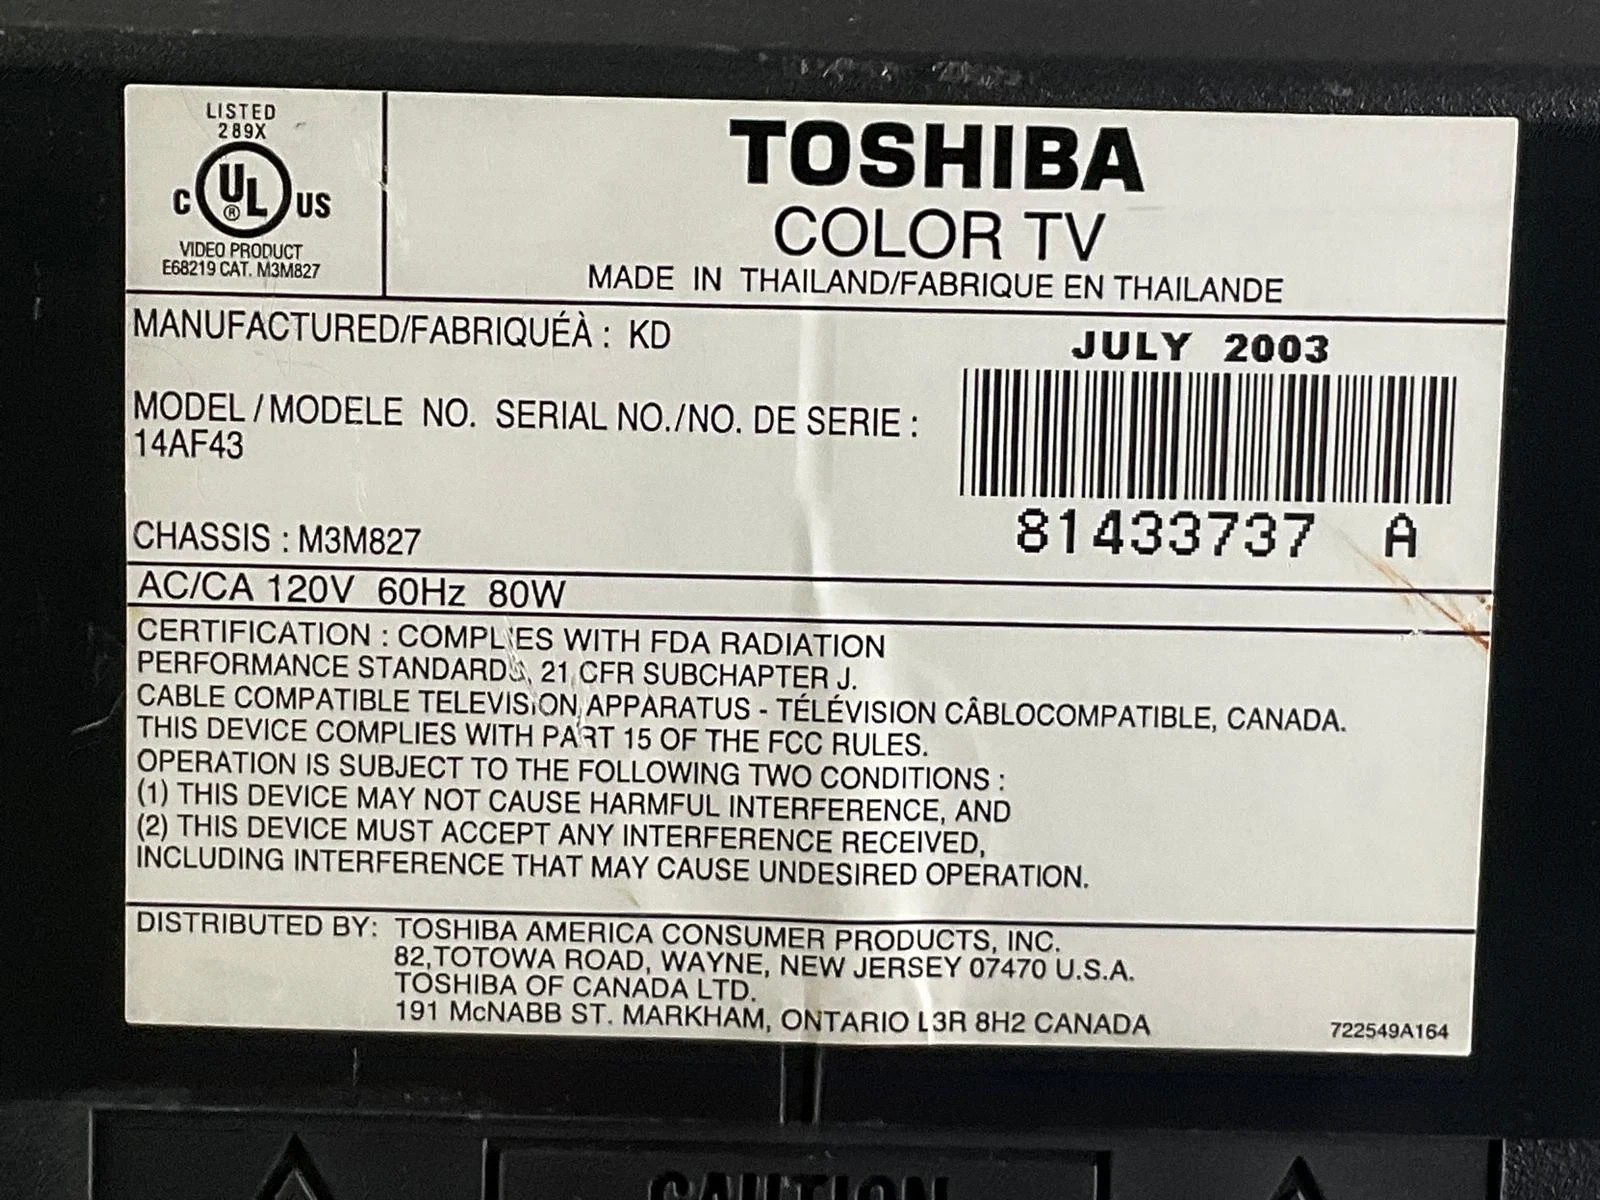 LISTED
289X
C UL® US
VIDEO PRODUCT
E68219 CAT. M3M827
TOSHIBA
COLOR TV
MADE IN THAILAND/FABRIQUE EN THAILANDE
MANUFACTURED/FABRIQUÉÀ : KD
JULY 2003
MODEL/MODELE NO. SERIAL NO./NO. DE SERIE :
14AF43
81433737 A
CHASSIS : M3M827
AC/CA 120V 60Hz 80W
CERTIFICATION : COMPLIES WITH FDA RADIATION
PERFORMANCE STANDARDS, 21 CFR SUBCHAPTER J.
CABLE COMPATIBLE TELEVISION APPARATUS - TÉLÉVISION CÂBLOCOMPATIBLE, CANADA.
THIS DEVICE COMPLIES WITH PART 15 OF THE FCC RULES.
OPERATION IS SUBJECT TO THE FOLLOWING TWO CONDITIONS :
(1) THIS DEVICE MAY NOT CAUSE HARMFUL INTERFERENCE, AND
(2) THIS DEVICE MUST ACCEPT ANY INTERFERENCE RECEIVED,
INCLUDING INTERFERENCE THAT MAY CAUSE UNDESIRED OPERATION.
DISTRIBUTED BY: TOSHIBA AMERICA CONSUMER PRODUCTS, INC.
82,TOTOWA ROAD, WAYNE, NEW JERSEY 07470 U.S.A.
TOSHIBA OF CANADA LTD.
191 McNABB ST. MARKHAM, ONTARIO L3R 8H2 CANADA
722549A164
CAUTION